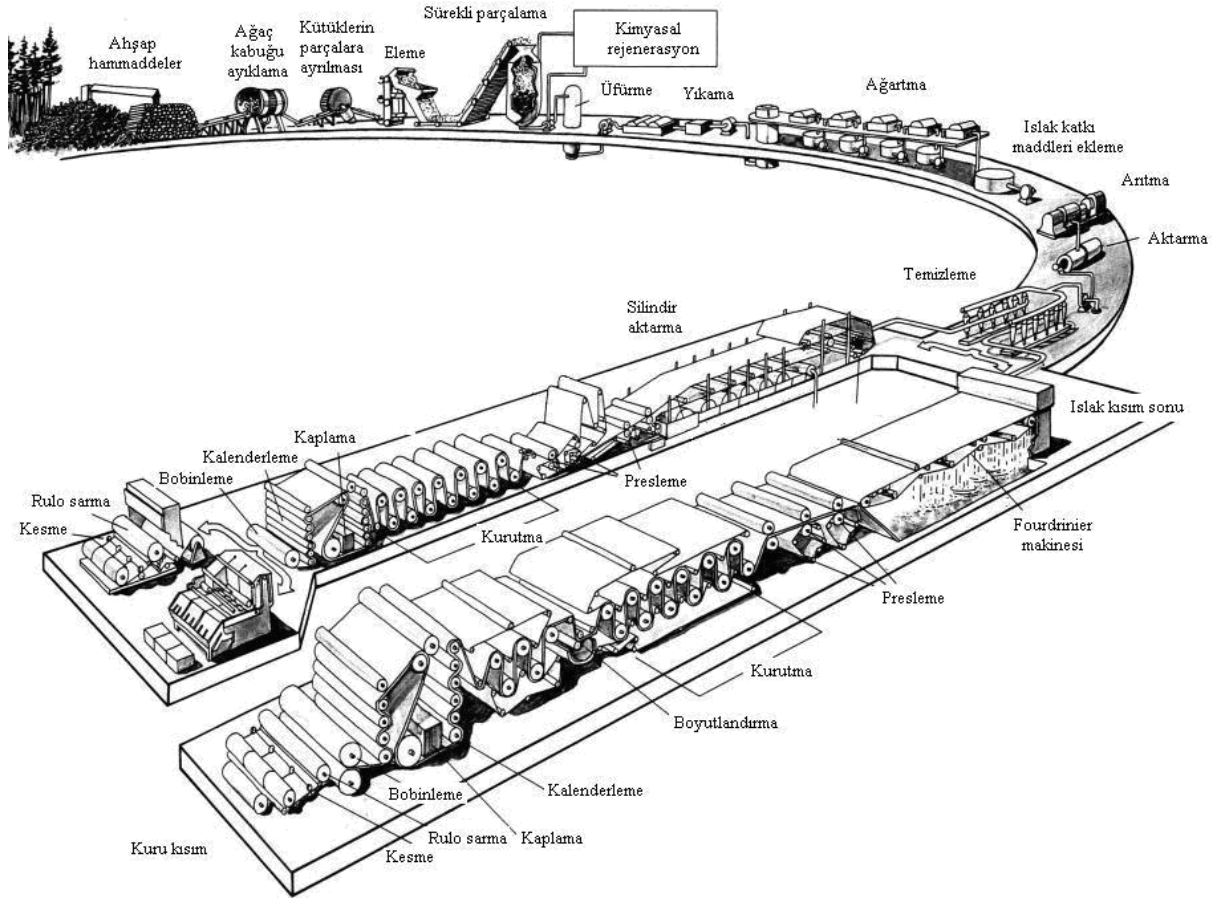 Ahşap
hammaddeler
Ağaç
kabuğu
ayıklama
Kütüklerin
parçalara
ayrılması
Eleme
Sürekli parçalama
Kimyasal
rejenerasyon
Üfürme
Yıkama
Ağartma
Islak katkı
maddleri ekleme
Arıtma
Aktarma
Temizleme
Silindir
aktarma
Islak kısım sonu
Kaplama
Kalenderleme
Bobinleme
Rulo sarma
Kesme
Presleme
Kurutma
Fourdrinier
makinesi
Presleme
Kurutma
Boyutlandırma
Kalenderleme
Bobinleme
Kaplama
Rulo sarma
Kesme
Kuru kısım